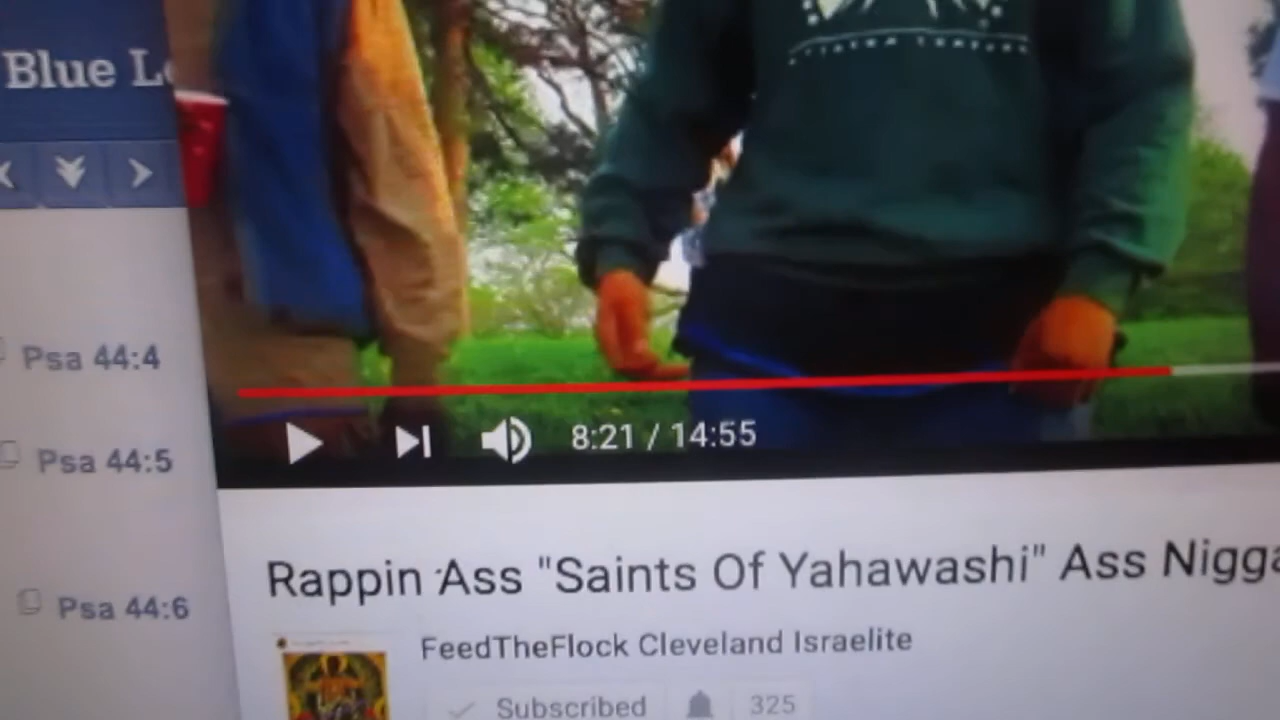 Blue L
Psa 44:4
8:21 / 14:55
Psa 44:5
Rappin Ass "Saints Of Yahawashi" Ass Nigg
Psa 44:6
FeedTheFlock Cleveland Israelite
Subscribed 325